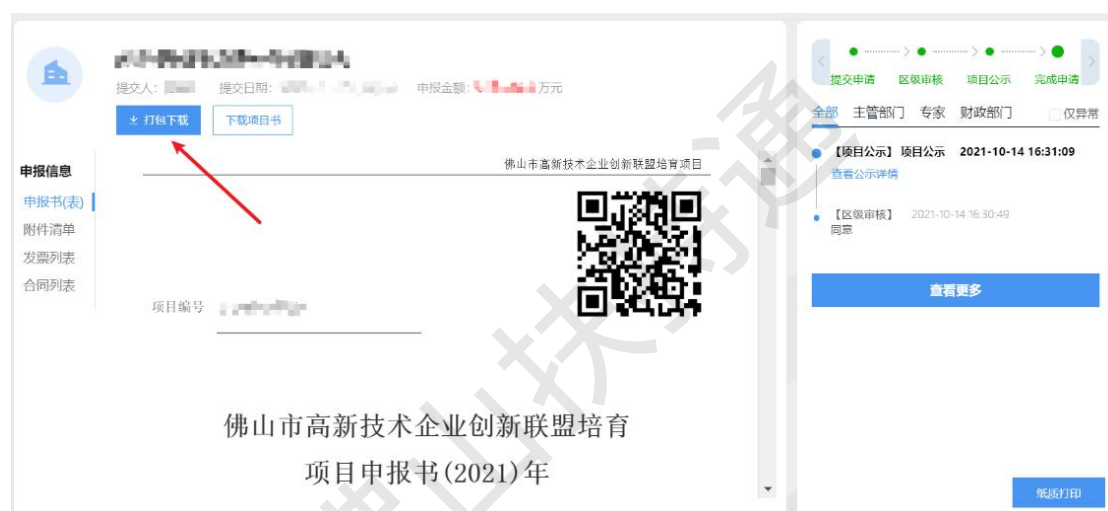 提交人：
提交日期：
申报金额：
万元
打包下载
下载项目书
申报信息
申报书(表)
附件清单
发票列表
合同列表
佛山市高新技术企业创新联盟培育项目
项目编号
佛山市高新技术企业创新联盟培育
项目申报书(2021)年
提交申请 区级审核 项目公示 完成申请
全部 主管部门 专家 财政部门 仅异常
【项目公示】 项目公示 2021-10-14 16:31:09
查看公示详情
【区级审核】 2021-10-14 16:30:49
同意
查看更多
纸质打印
佛山扶持通